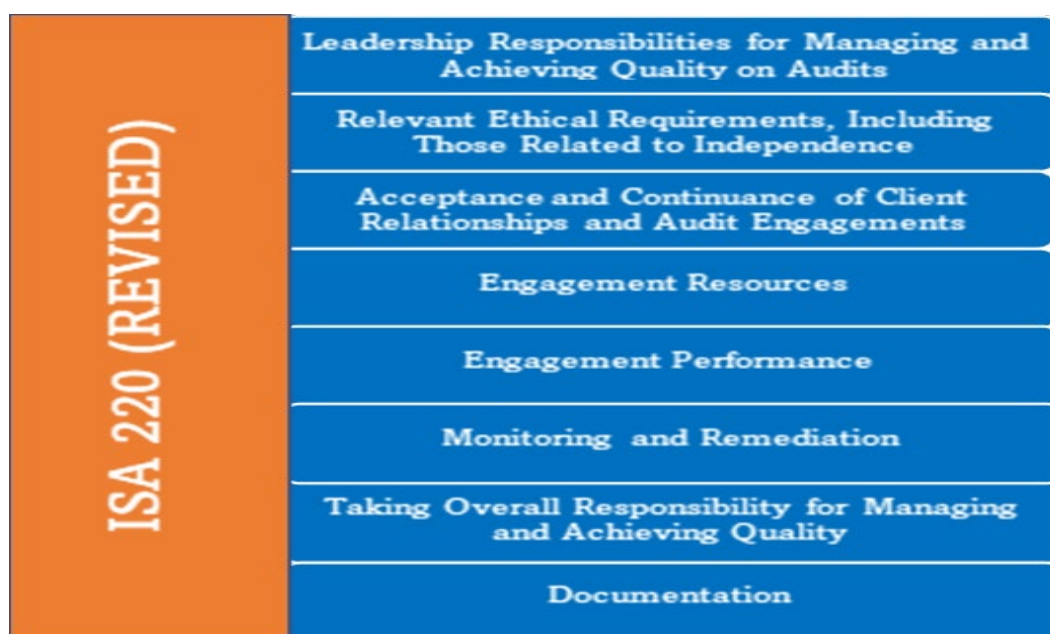 ISA 220 (REVISED)
Leadership Responsibilities for Managing and
Achieving Quality on Audits
Relevant Ethical Requirements, Including
Those Related to Independence
Acceptance and Continuance of Client
Relationships and Audit Engagements
Engagement Resources
Engagement Performance
Monitoring and Remediation
Taking Overall Responsibility for Managing
and Achieving Quality
Documentation